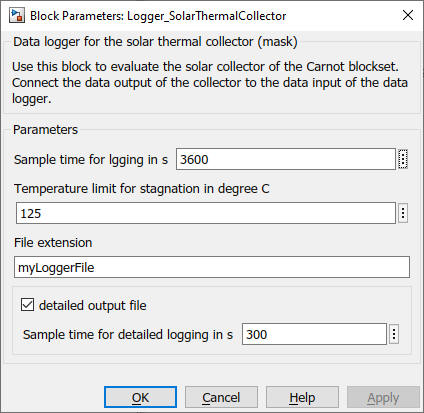 Block Parameters: Logger_SolarThermalCollector
Data logger for the solar thermal collector (mask)
Use this block to evaluate the solar collector of the Carnot blockset.
Connect the data output of the collector to the data input of the data
logger.
Parameters
Sample time for lgging in s 3600
Temperature limit for stagnation in degree C
125
File extension
myLoggerFile
detailed output file
Sample time for detailed logging in s 300
OK Cancel Help Apply